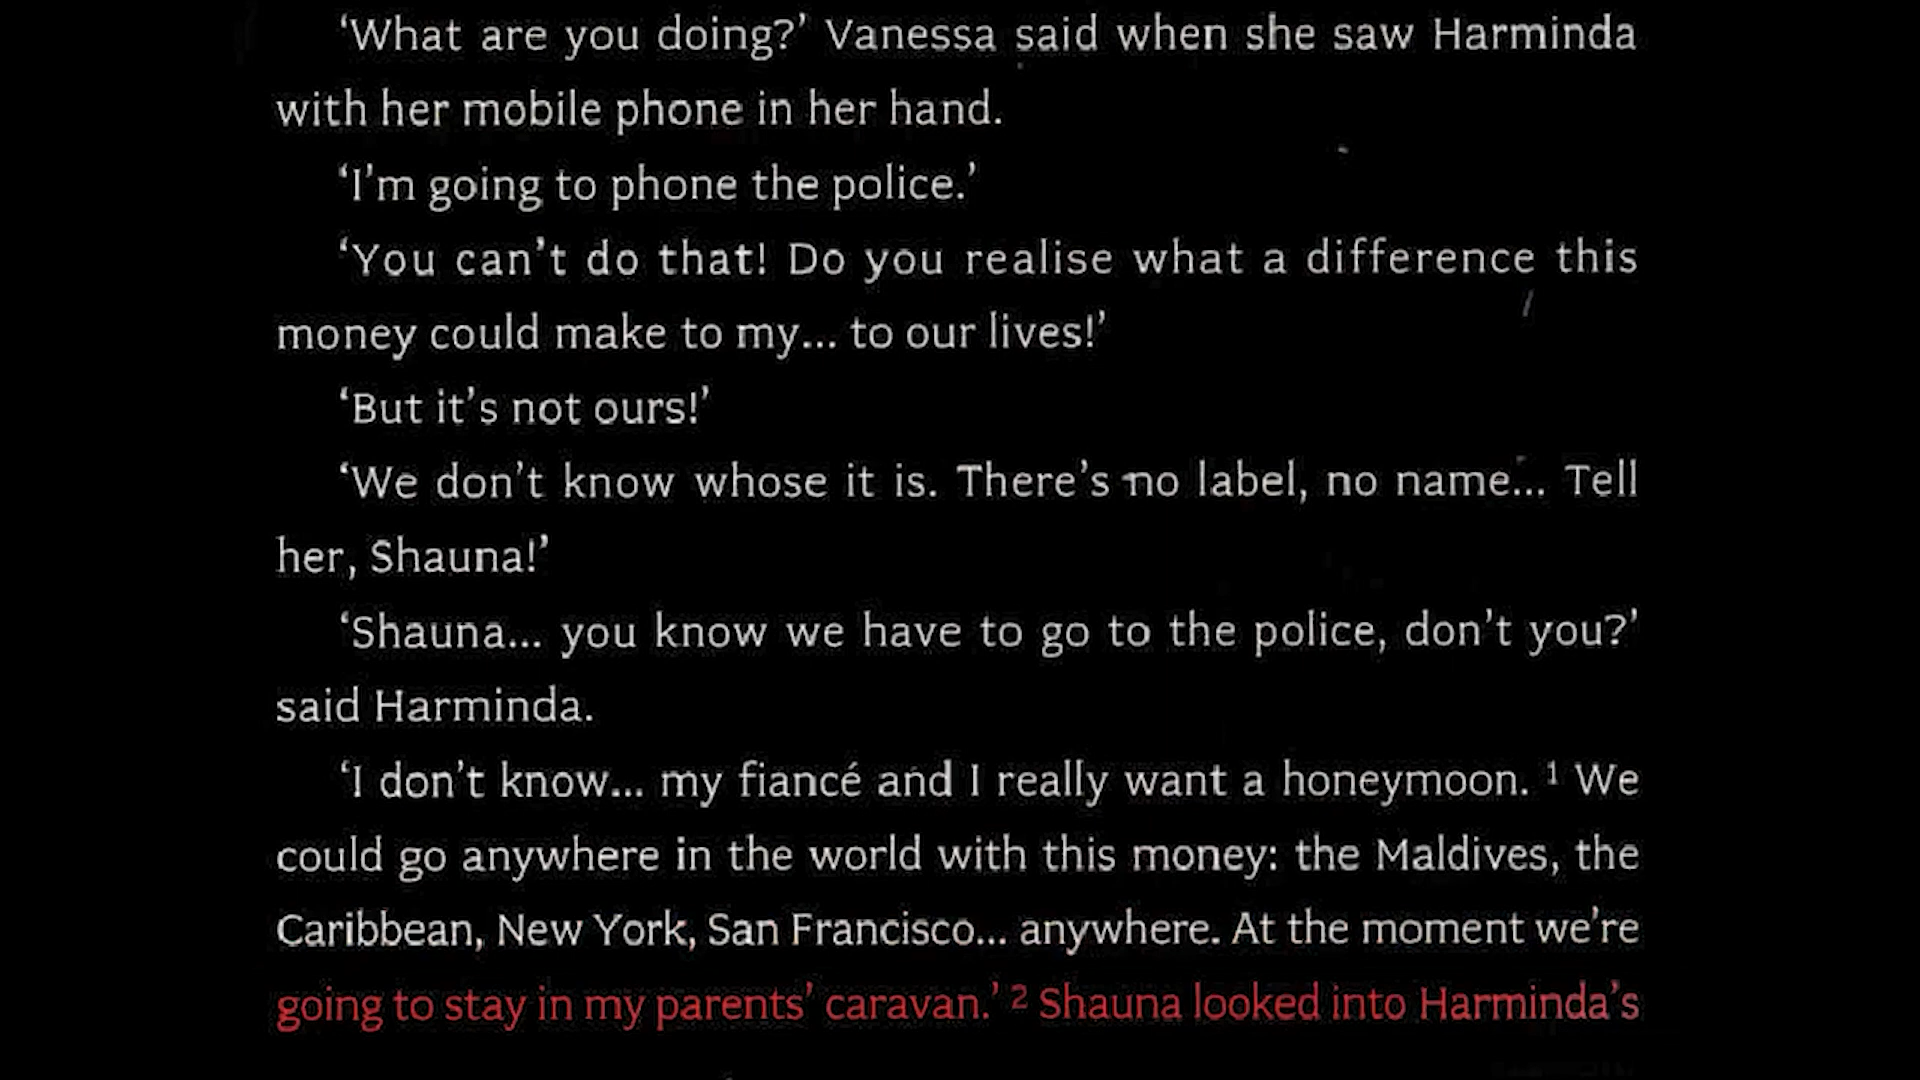 ‘What are you doing?’ Vanessa said when she saw Harminda
with her mobile phone in her hand.
‘I’m going to phone the police.’
‘You can’t do that! Do you realise what a difference this
money could make to my... to our lives!’
‘But it’s not ours!’
‘We don’t know whose it is. There’s no label, no name... Tell
her, Shauna!’
‘Shauna... you know we have to go to the police, don’t you?’
said Harminda.
‘I don’t know... my fiancé and I really want a honeymoon. ¹ We
could go anywhere in the world with this money: the Maldives, the
Caribbean, New York, San Francisco... anywhere. At the moment we’re
going to stay in my parents’ caravan.’ ² Shauna looked into Harminda’s